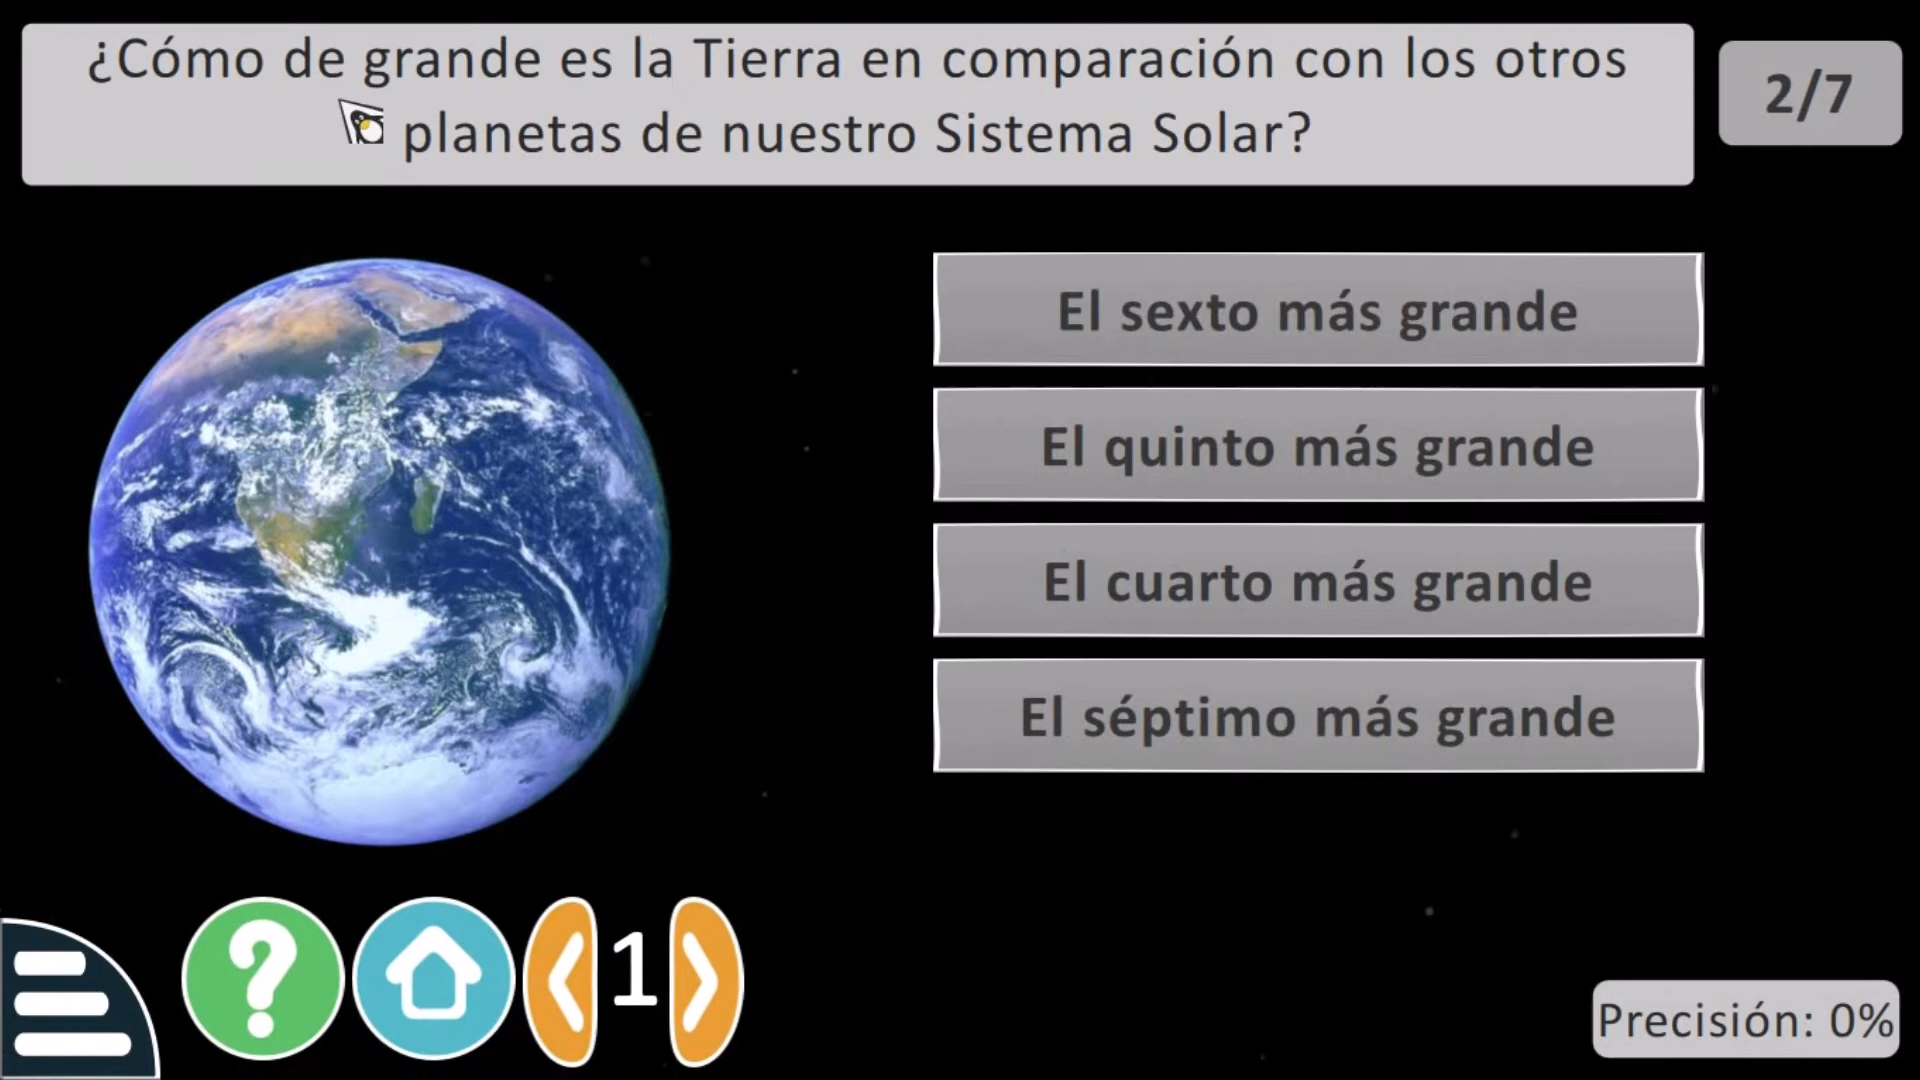 ¿Cómo de grande es la Tierra en comparación con los otros
planetas de nuestro Sistema Solar?
2/7
El sexto más grande
El quinto más grande
El cuarto más grande
El séptimo más grande
?
1
Precisión: 0%